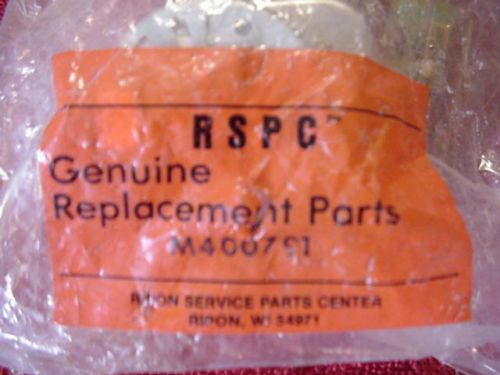 RSPC
Genuine
Replacement Parts
M400791
RIPON SERVICE PARTS CENTER
RIPON, WI 54971